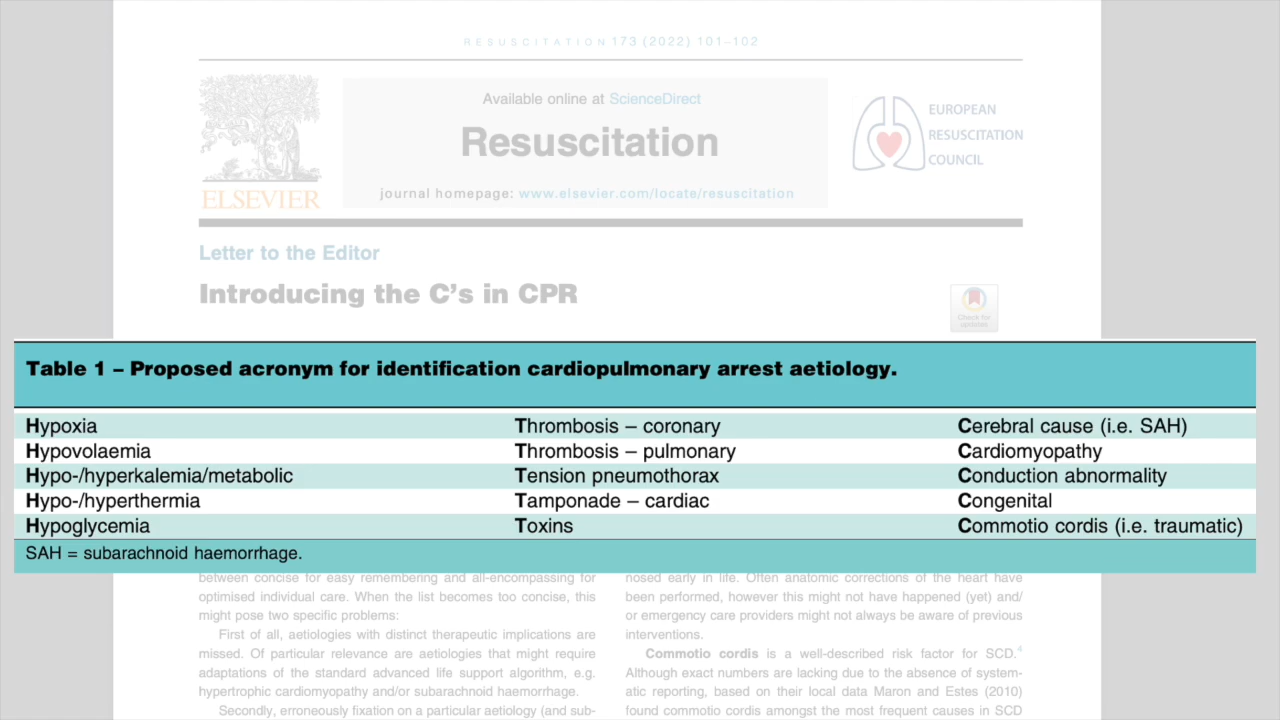 RESUSCITATION 173 (2022) 101–102
Available online at ScienceDirect
Resuscitation
journal homepage: www.elsevier.com/locate/resuscitation
ELSEVIER
EUROPEAN
RESUSCITATION
COUNCIL
Letter to the Editor
Introducing the C's in CPR
Check for
updates
Table 1 – Proposed acronym for identification cardiopulmonary arrest aetiology.
Hypoxia Thrombosis – coronary Cerebral cause (i.e. SAH)
Hypovolaemia Thrombosis – pulmonary Cardiomyopathy
Hypo-/hyperkalemia/metabolic Tension pneumothorax Conduction abnormality
Hypo-/hyperthermia Tamponade – cardiac Congenital
Hypoglycemia Toxins Commotio cordis (i.e. traumatic)
SAH = subarachnoid haemorrhage.
between concise for easy remembering and all-encompassing for
optimised individual care. When the list becomes too concise, this
might pose two specific problems:
First of all, aetiologies with distinct therapeutic implications are
missed. Of particular relevance are aetiologies that might require
adaptations of the standard advanced life support algorithm, e.g.
hypertrophic cardiomyopathy and/or subarachnoid haemorrhage.
Secondly, erroneously fixation on a particular aetiology (and sub-
nosed early in life. Often anatomic corrections of the heart have
been performed, however this might not have happened (yet) and/
or emergency care providers might not always be aware of previous
interventions.
Commotio cordis is a well-described risk factor for SCD.4
Although exact numbers are lacking due to the absence of system-
atic reporting, based on their local data Maron and Estes (2010)
found commotio cordis amongst the most frequent causes in SCD